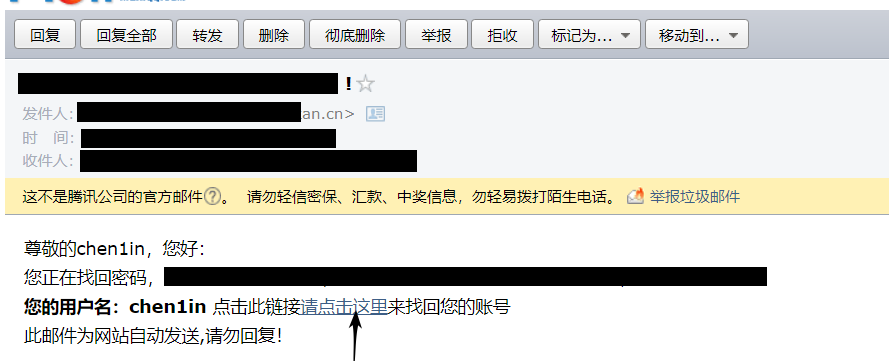 回复 回复全部 转发 删除 彻底删除 举报 拒收 标记为... 移动到...
!
发件人: an.cn>
时 间:
收件人:
这不是腾讯公司的官方邮件?。 请勿轻信密保、汇款、中奖信息,勿轻易拨打陌生电话。 举报垃圾邮件
尊敬的chen1in,您好:
您正在找回密码,
您的用户名:chen1in 点击此链接请点击这里来找回您的账号
此邮件为网站自动发送,请勿回复!